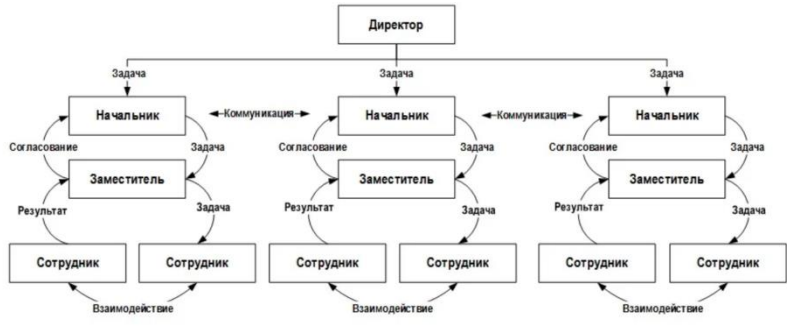 Директор
Задача Задача Задача
Начальник Коммуникация Начальник Коммуникация Начальник
Согласование Задача Согласование Задача Согласование Задача
Заместитель Заместитель Заместитель
Результат Задача Результат Задача Результат Задача
Сотрудник Сотрудник Сотрудник Сотрудник Сотрудник Сотрудник
Взаимодействие Взаимодействие Взаимодействие